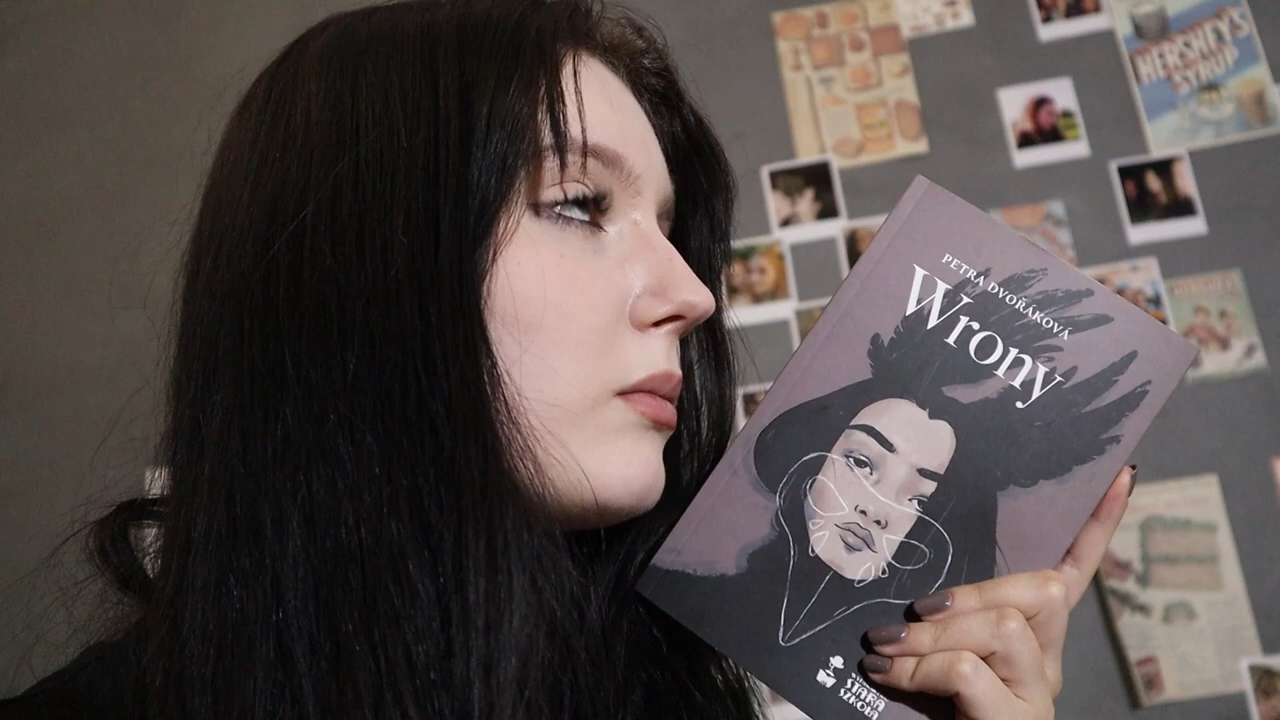 HERSHEY'S
SYRUP
PETRA DVOŘÁKOVÁ
Wrony
STARA
SZKOŁA